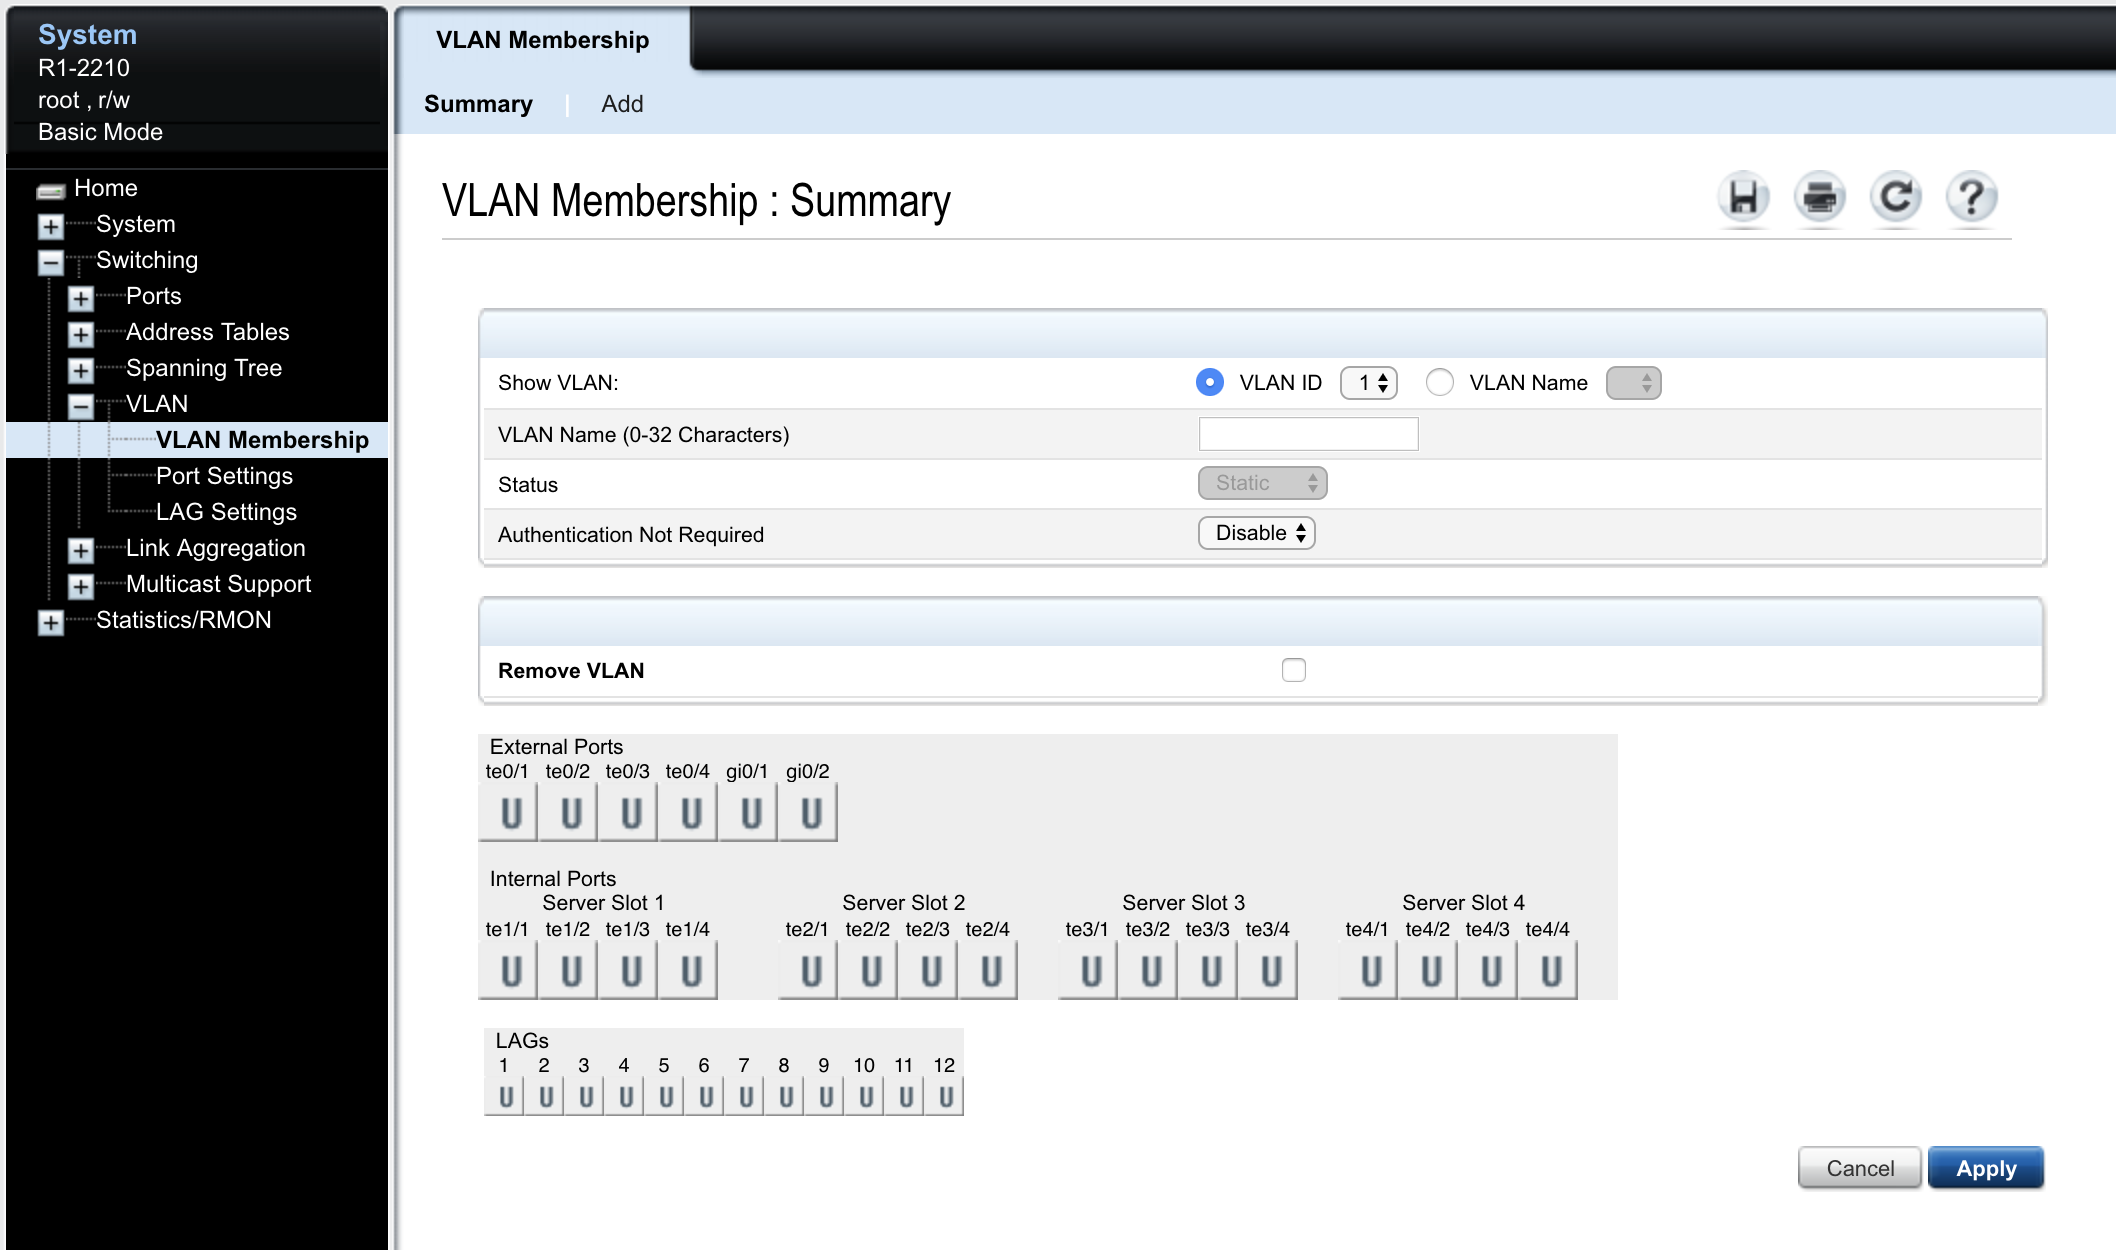 System
R1-2210
root , r/w
Basic Mode
Home
System
Switching
Ports
Address Tables
Spanning Tree
VLAN
VLAN Membership
Port Settings
LAG Settings
Link Aggregation
Multicast Support
Statistics/RMON
VLAN Membership
Summary Add
VLAN Membership : Summary
Show VLAN: VLAN ID 1 VLAN Name
VLAN Name (0-32 Characters)
Status Static
Authentication Not Required Disable
Remove VLAN
External Ports
te0/1 te0/2 te0/3 te0/4 gi0/1 gi0/2
U U U U U U
Internal Ports
Server Slot 1 Server Slot 2 Server Slot 3 Server Slot 4
te1/1 te1/2 te1/3 te1/4 te2/1 te2/2 te2/3 te2/4 te3/1 te3/2 te3/3 te3/4 te4/1 te4/2 te4/3 te4/4
U U U U U U U U U U U U U U U U
LAGs
1 2 3 4 5 6 7 8 9 10 11 12
U U U U U U U U U U U U
Cancel Apply